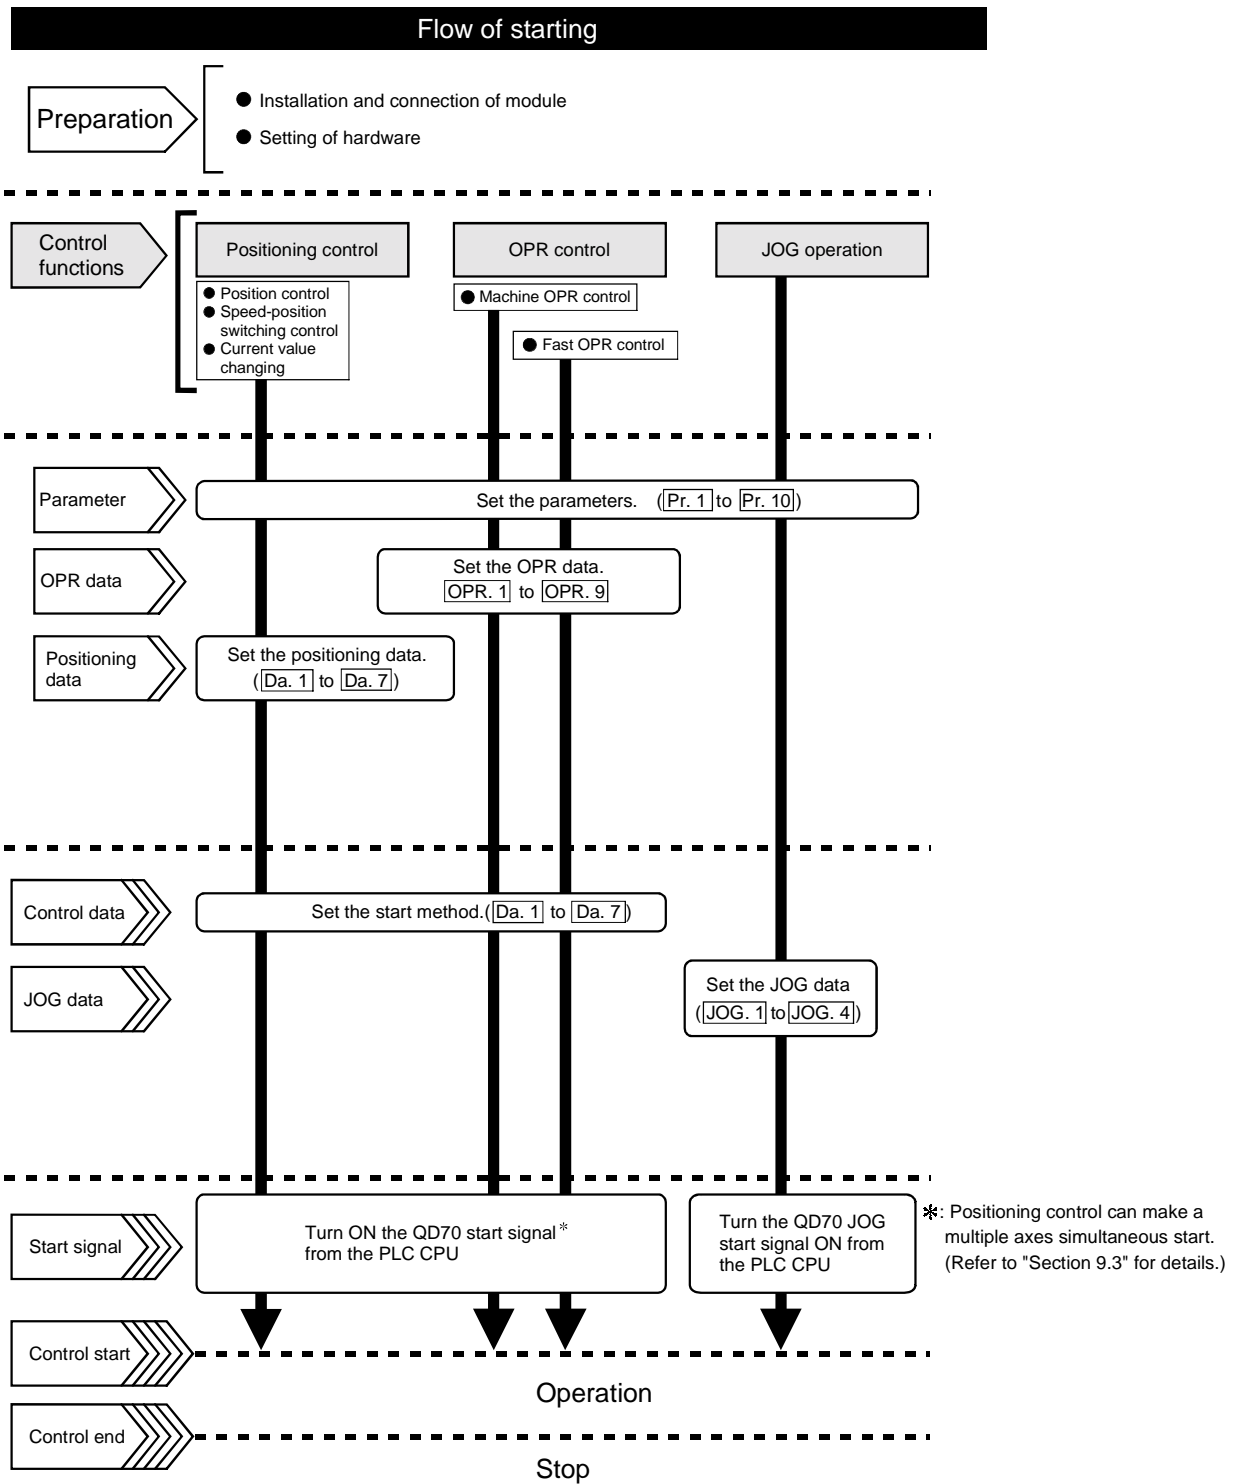 Flow of starting
Preparation
● Installation and connection of module
● Setting of hardware
Control
functions
Positioning control
OPR control
JOG operation
● Position control
● Speed-position
switching control
● Current value
changing
● Machine OPR control
● Fast OPR control
Parameter
Set the parameters. (Pr. 1 to Pr. 10)
OPR data
Set the OPR data.
OPR. 1 to OPR. 9
Positioning
data
Set the positioning data.
(Da. 1 to Da. 7)
Control data
Set the start method.(Da. 1 to Da. 7)
JOG data
Set the JOG data
(JOG. 1 to JOG. 4)
Start signal
Turn ON the QD70 start signal*
from the PLC CPU
Turn the QD70 JOG
start signal ON from
the PLC CPU
*: Positioning control can make a
multiple axes simultaneous start.
(Refer to "Section 9.3" for details.)
Control start
Operation
Control end
Stop